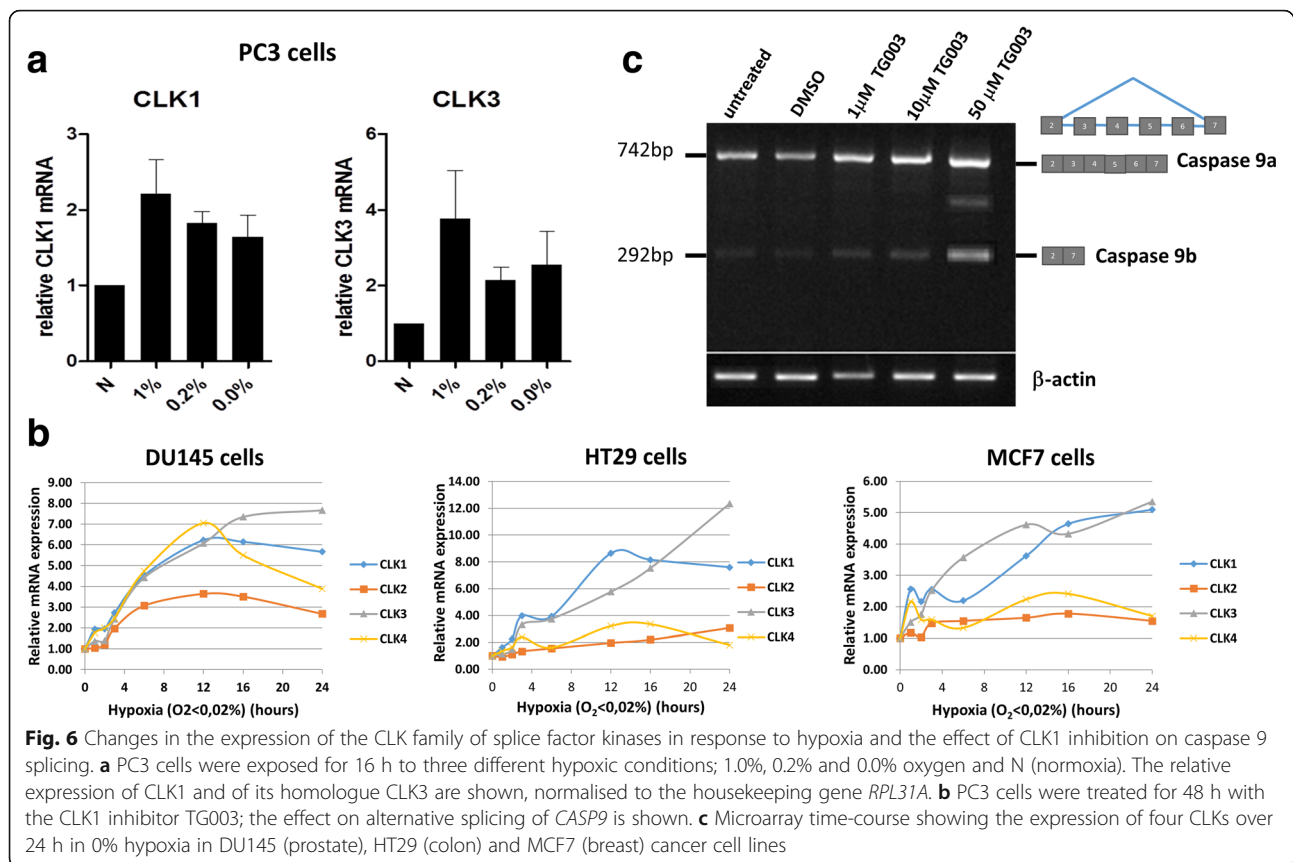 a
PC3 cells
CLK1
relative CLK1 mRNA
3
2
1
0
N
1%
0.2%
0.0%
CLK3
relative CLK3 mRNA
6
4
2
0
N
1%
0.2%
0.0%
c
untreated
DMSO
1μM TG003
10μM TG003
50 μM TG003
742bp
292bp
2 3 4 5 6 7
2 3 4 5 6 7 Caspase 9a
2 7 Caspase 9b
β-actin
b
DU145 cells
Relative mRNA expression
9.00
8.00
7.00
6.00
5.00
4.00
3.00
2.00
1.00
0.00
0 4 8 12 16 20 24
Hypoxia (O2<0,02%) (hours)
CLK1
CLK2
CLK3
CLK4
HT29 cells
Relative mRNA expression
14.00
12.00
10.00
8.00
6.00
4.00
2.00
0.00
0 4 8 12 16 20 24
Hypoxia (O₂<0,02%) (hours)
CLK1
CLK2
CLK3
CLK4
MCF7 cells
Relative mRNA expression
6.00
5.00
4.00
3.00
2.00
1.00
0.00
0 4 8 12 16 20 24
Hypoxia (O₂<0,02%) (hours)
CLK1
CLK2
CLK3
CLK4
Fig. 6 Changes in the expression of the CLK family of splice factor kinases in response to hypoxia and the effect of CLK1 inhibition on caspase 9
splicing. a PC3 cells were exposed for 16 h to three different hypoxic conditions; 1.0%, 0.2% and 0.0% oxygen and N (normoxia). The relative
expression of CLK1 and of its homologue CLK3 are shown, normalised to the housekeeping gene RPL31A. b PC3 cells were treated for 48 h with
the CLK1 inhibitor TG003; the effect on alternative splicing of CASP9 is shown. c Microarray time-course showing the expression of four CLKs over
24 h in 0% hypoxia in DU145 (prostate), HT29 (colon) and MCF7 (breast) cancer cell lines